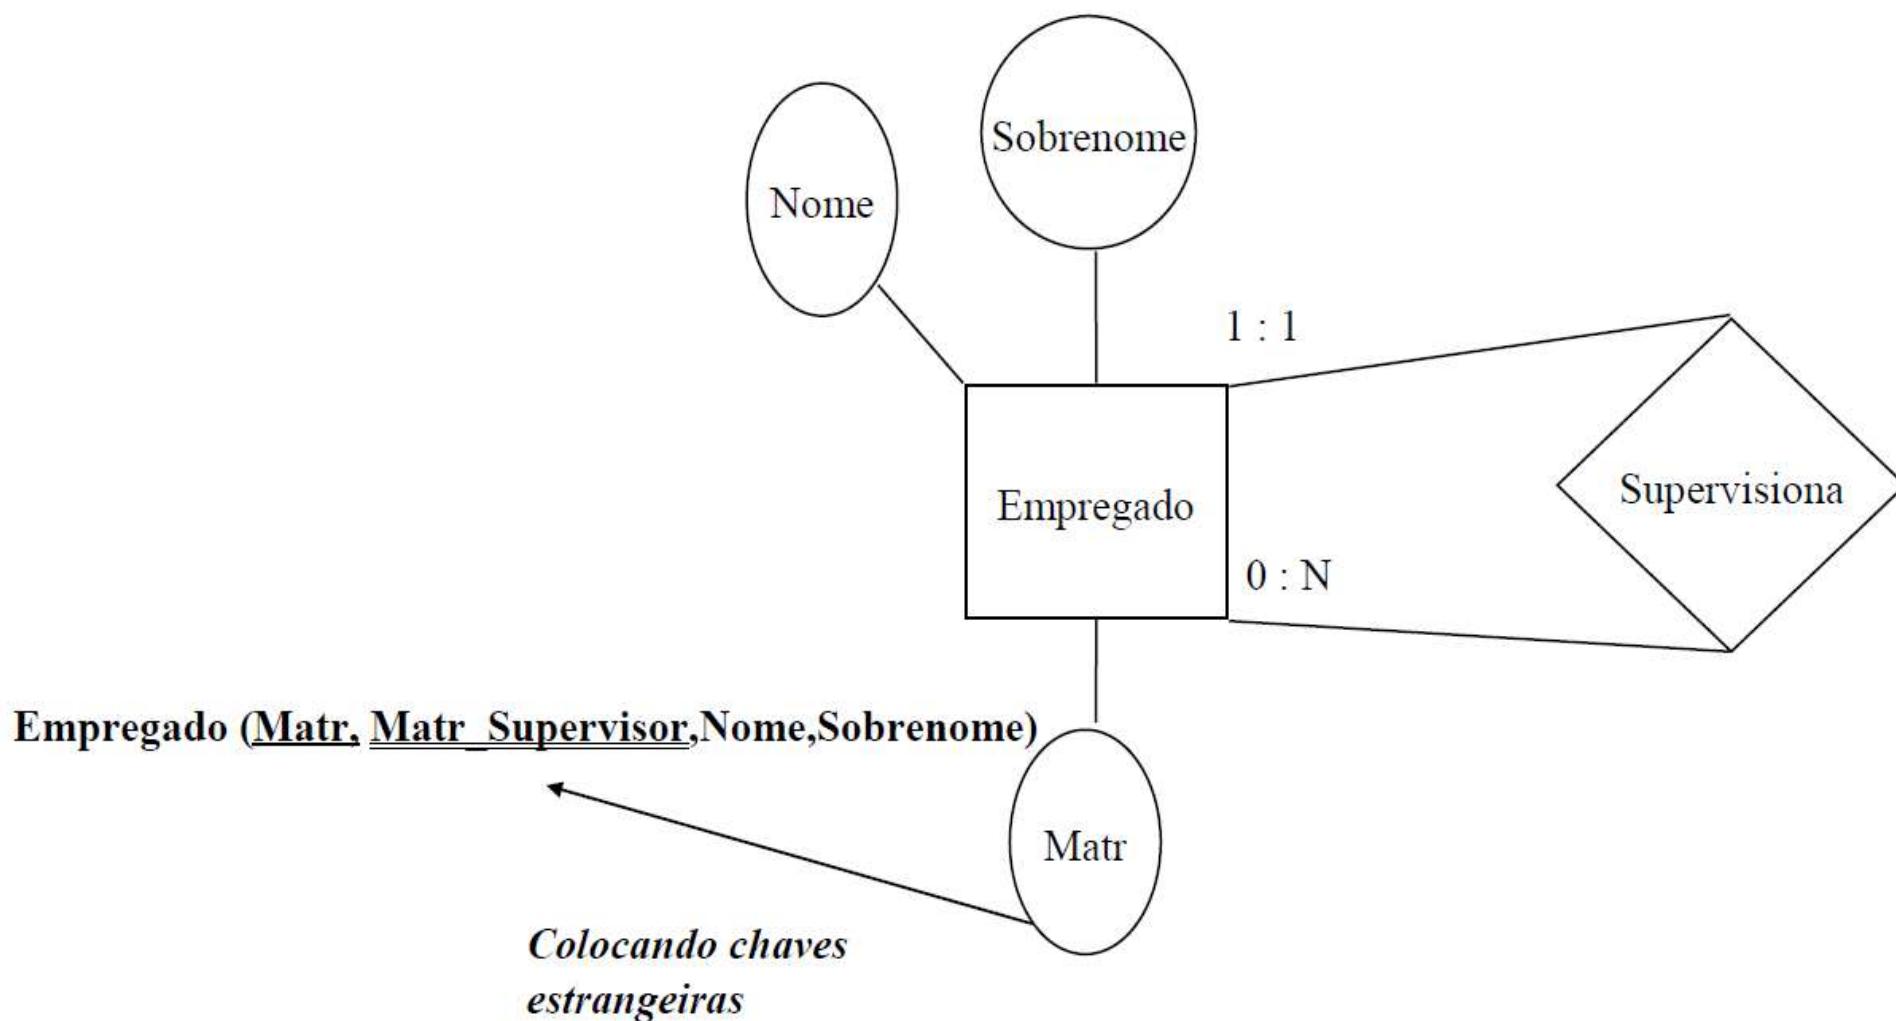 Sobrenome
Nome
1 : 1
Supervisiona
Empregado
0 : N
Empregado (Matr, Matr_Supervisor,Nome,Sobrenome)
Matr
Colocando chaves
estrangeiras